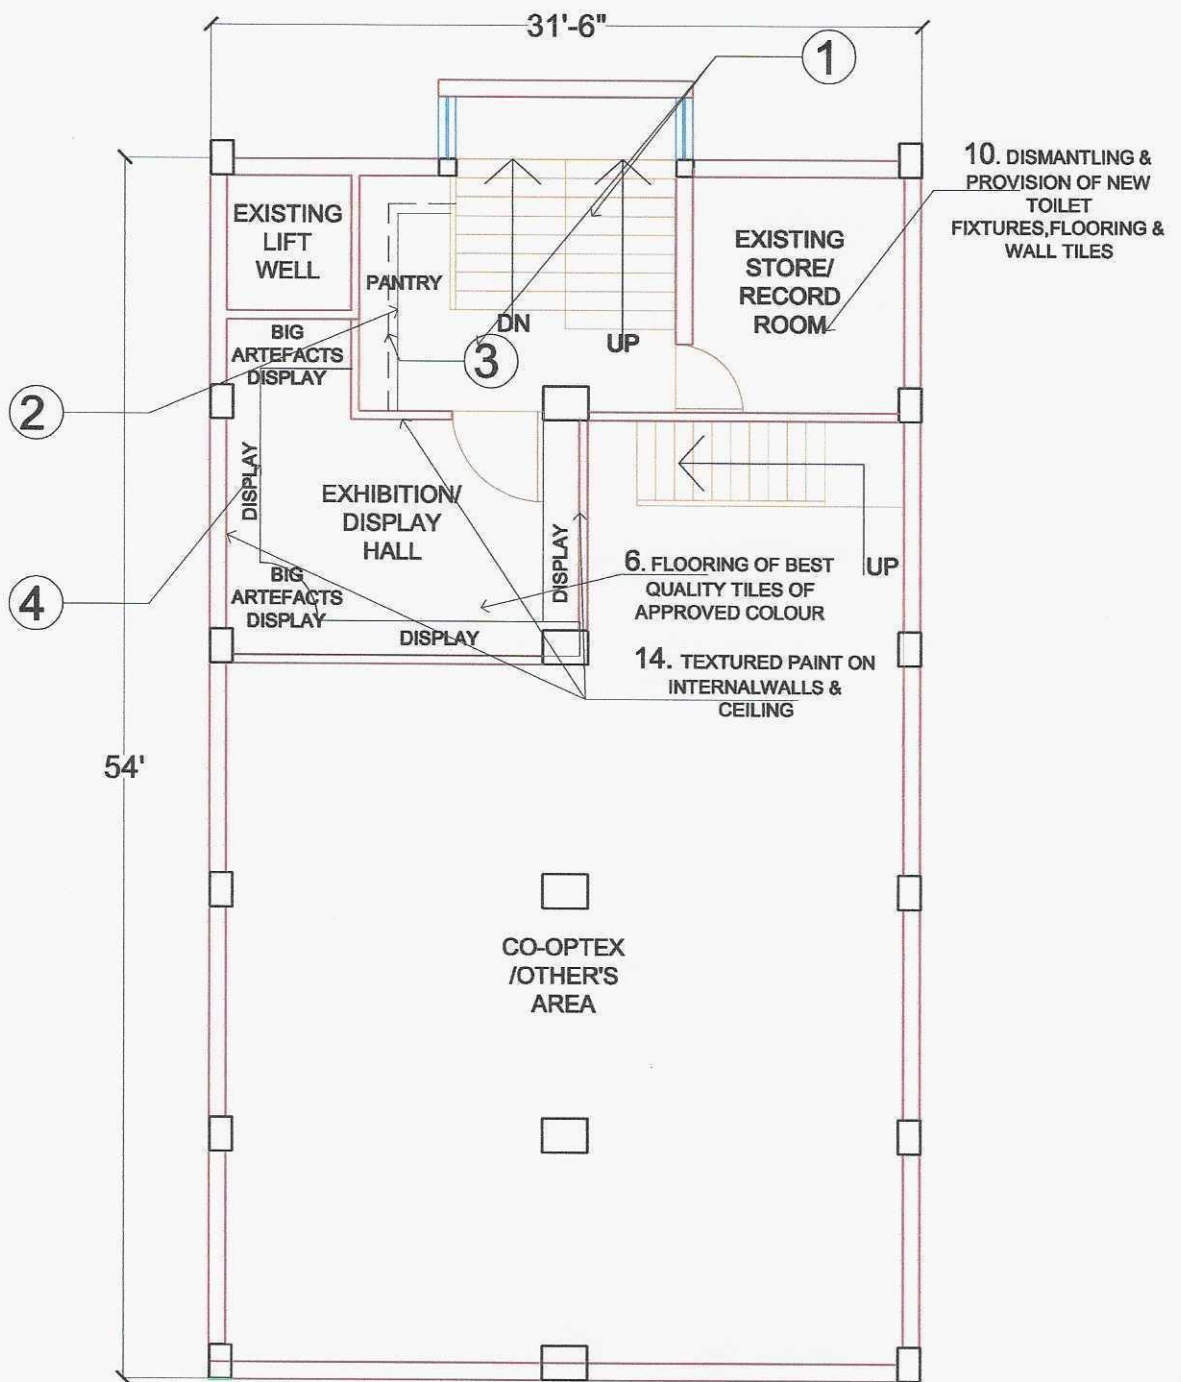 31'-6"
1
10. DISMANTLING &
PROVISION OF NEW
TOILET
FIXTURES,FLOORING &
WALL TILES
EXISTING
LIFT
WELL
EXISTING
STORE/
RECORD
ROOM
PANTRY
DN
UP
BIG
ARTEFACTS
DISPLAY
3
2
DISPLAY
EXHIBITION/
DISPLAY
HALL
DISPLAY
6. FLOORING OF BEST
QUALITY TILES OF
APPROVED COLOUR
UP
4
BIG
ARTEFACTS
DISPLAY
DISPLAY
14. TEXTURED PAINT ON
INTERNALWALLS &
CEILING
54'
CO-OPTEX
/OTHER'S
AREA